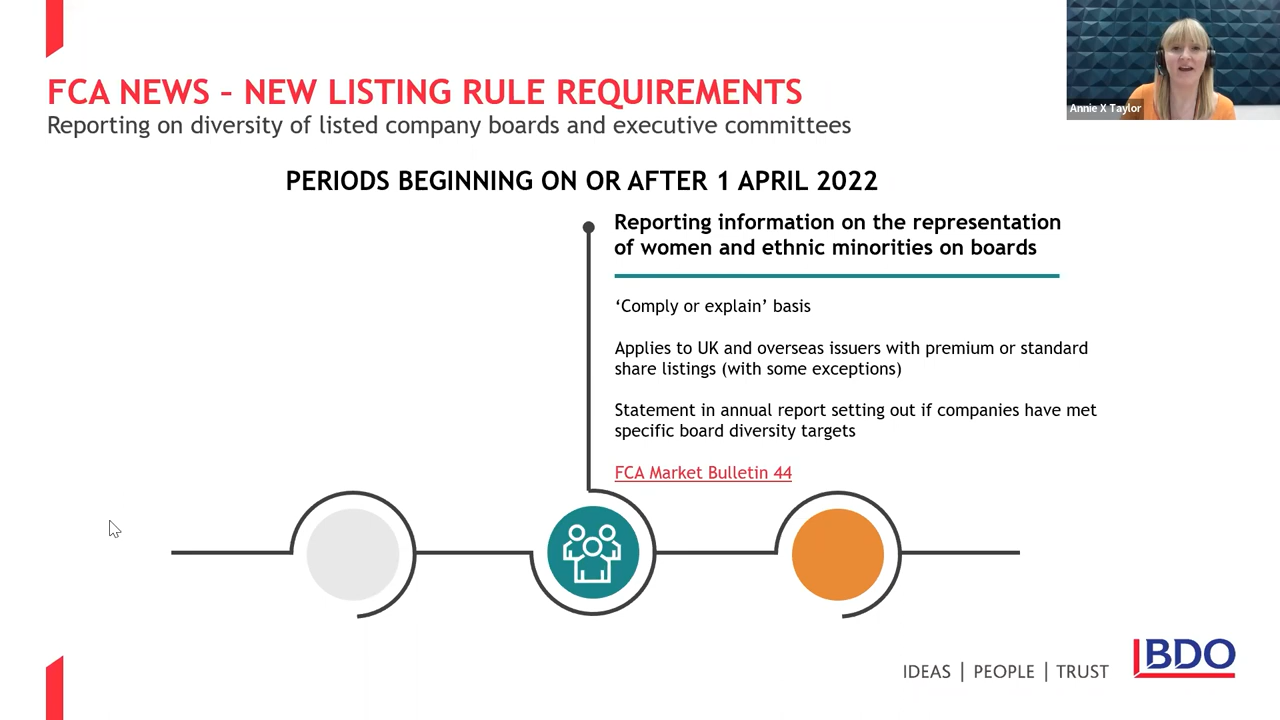 FCA NEWS – NEW LISTING RULE REQUIREMENTS
Reporting on diversity of listed company boards and executive committees
Annie X Taylor
PERIODS BEGINNING ON OR AFTER 1 APRIL 2022
Reporting information on the representation
of women and ethnic minorities on boards
‘Comply or explain’ basis
Applies to UK and overseas issuers with premium or standard
share listings (with some exceptions)
Statement in annual report setting out if companies have met
specific board diversity targets
FCA Market Bulletin 44
IDEAS | PEOPLE | TRUST
BDO